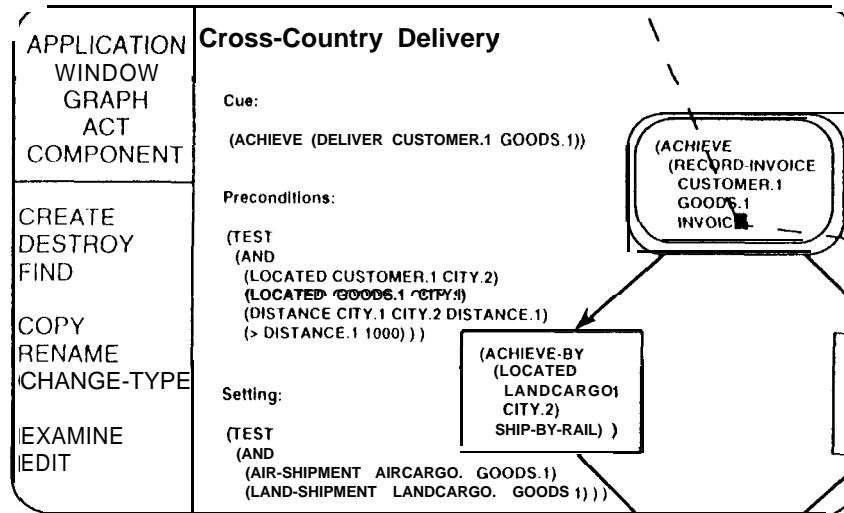 APPLICATION
WINDOW
GRAPH
ACT
COMPONENT
CREATE
DESTROY
FIND
COPY
RENAME
CHANGE-TYPE
EXAMINE
EDIT
Cross-Country Delivery
Cue:
(ACHIEVE (DELIVER CUSTOMER.1 GOODS.1))
Preconditions:
(TEST
(AND
(LOCATED CUSTOMER.1 CITY.2)
(LOCATED GOODS.1 CITY.1)
(DISTANCE CITY.1 CITY.2 DISTANCE.1)
(> DISTANCE.1 1000) ) )
Setting:
(TEST
(AND
(AIR-SHIPMENT AIRCARGO. GOODS.1)
(LAND-SHIPMENT LANDCARGO. GOODS 1) ) )
(ACHIEVE
(RECORD-INVOICE
CUSTOMER.1
GOODS.1
INVOIC
(ACHIEVE-BY
(LOCATED
LANDCARGO1
CITY.2)
SHIP-BY-RAIL) )